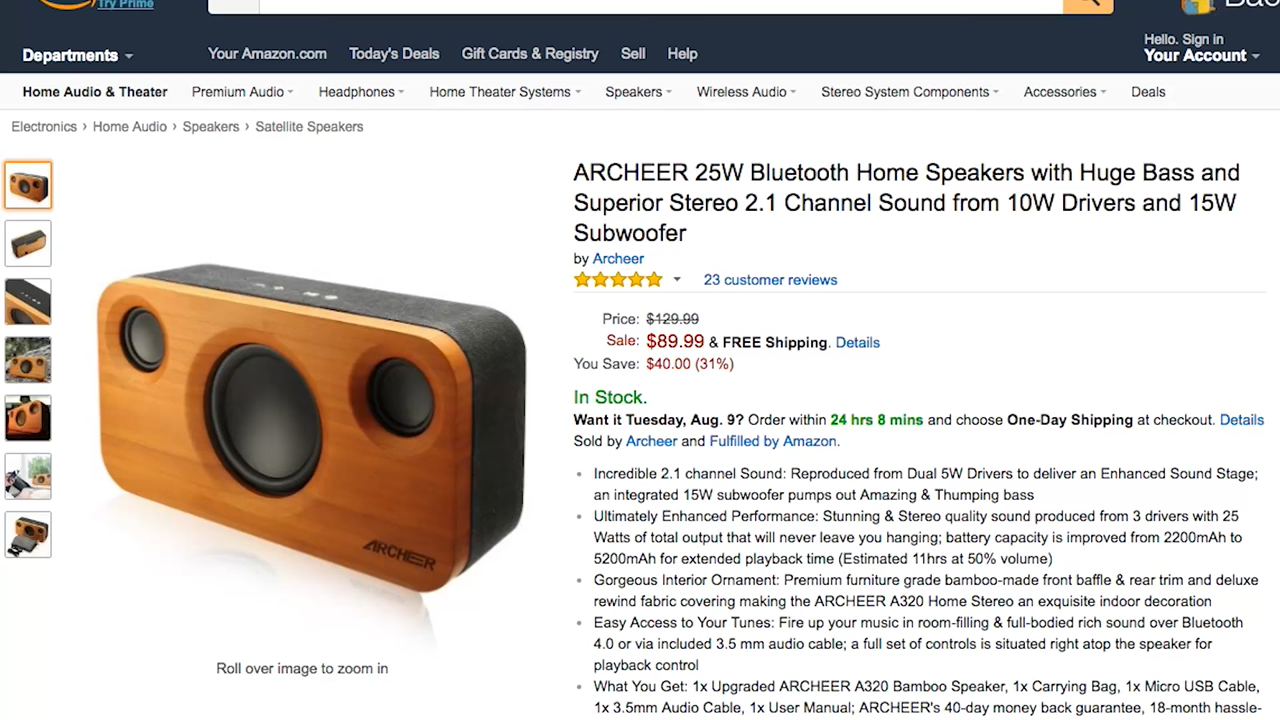 Try Prime
Departments
Your Amazon.com
Today's Deals
Gift Cards & Registry
Sell
Help
Hello. Sign in
Your Account
Home Audio & Theater
Premium Audio
Headphones
Home Theater Systems
Speakers
Wireless Audio
Stereo System Components
Accessories
Deals
Electronics › Home Audio › Speakers › Satellite Speakers
ARCHEER 25W Bluetooth Home Speakers with Huge Bass and
Superior Stereo 2.1 Channel Sound from 10W Drivers and 15W
Subwoofer
by Archeer
23 customer reviews
Price: $129.99
Sale: $89.99 & FREE Shipping. Details
You Save: $40.00 (31%)
In Stock.
Want it Tuesday, Aug. 9? Order within 24 hrs 8 mins and choose One-Day Shipping at checkout. Details
Sold by Archeer and Fulfilled by Amazon.
• Incredible 2.1 channel Sound: Reproduced from Dual 5W Drivers to deliver an Enhanced Sound Stage;
an integrated 15W subwoofer pumps out Amazing & Thumping bass
• Ultimately Enhanced Performance: Stunning & Stereo quality sound produced from 3 drivers with 25
Watts of total output that will never leave you hanging; battery capacity is improved from 2200mAh to
5200mAh for extended playback time (Estimated 11hrs at 50% volume)
• Gorgeous Interior Ornament: Premium furniture grade bamboo-made front baffle & rear trim and deluxe
rewind fabric covering making the ARCHEER A320 Home Stereo an exquisite indoor decoration
• Easy Access to Your Tunes: Fire up your music in room-filling & full-bodied rich sound over Bluetooth
4.0 or via included 3.5 mm audio cable; a full set of controls is situated right atop the speaker for
playback control
• What You Get: 1x Upgraded ARCHEER A320 Bamboo Speaker, 1x Carrying Bag, 1x Micro USB Cable,
1x 3.5mm Audio Cable, 1x User Manual; ARCHEER's 40-day money back guarantee, 18-month hassle-
ARCHEER
Roll over image to zoom in